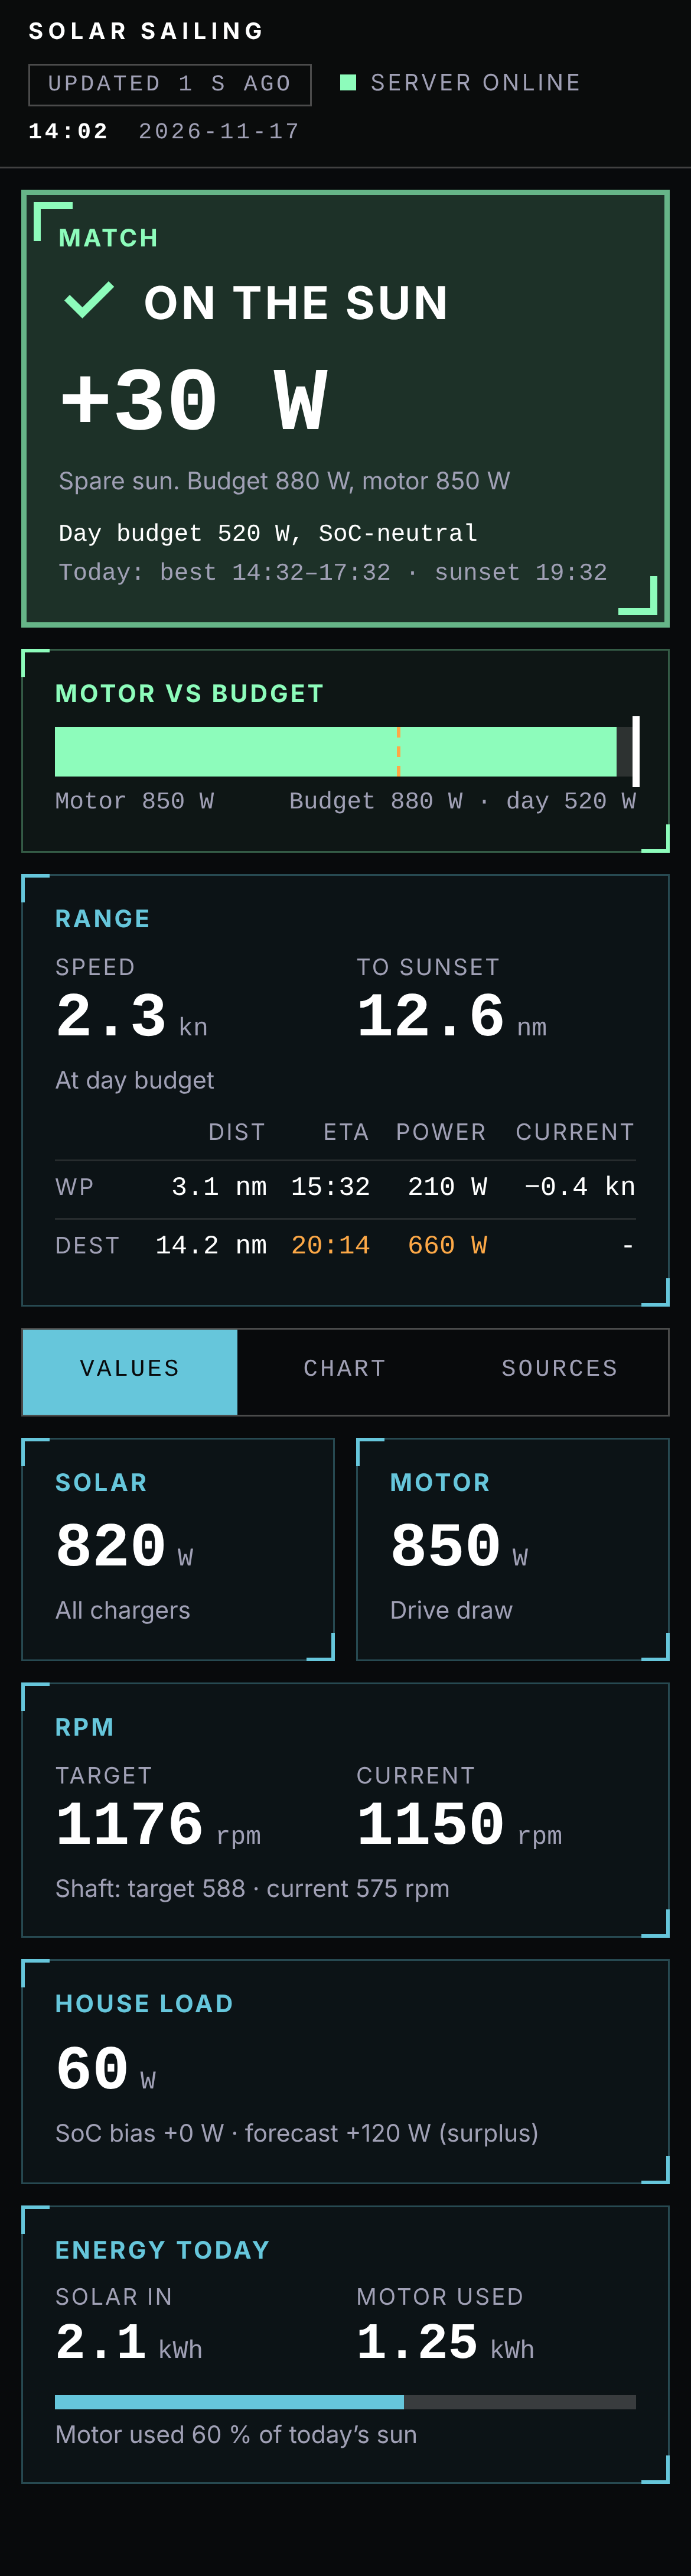 SOLAR SAILING
UPDATED 1 S AGO
SERVER ONLINE
14:02 2026-11-17
MATCH
ON THE SUN
+30 W
Spare sun. Budget 880 W, motor 850 W
Day budget 520 W, SoC-neutral
Today: best 14:32–17:32 · sunset 19:32
MOTOR VS BUDGET
Motor 850 W
Budget 880 W · day 520 W
RANGE
SPEED
2.3 kn
TO SUNSET
12.6 nm
At day budget
DIST ETA POWER CURRENT
WP 3.1 nm 15:32 210 W −0.4 kn
DEST 14.2 nm 20:14 660 W -
VALUES CHART SOURCES
SOLAR
820 W
All chargers
MOTOR
850 W
Drive draw
RPM
TARGET
1176 rpm
CURRENT
1150 rpm
Shaft: target 588 · current 575 rpm
HOUSE LOAD
60 W
SoC bias +0 W · forecast +120 W (surplus)
ENERGY TODAY
SOLAR IN
2.1 kWh
MOTOR USED
1.25 kWh
Motor used 60 % of today’s sun